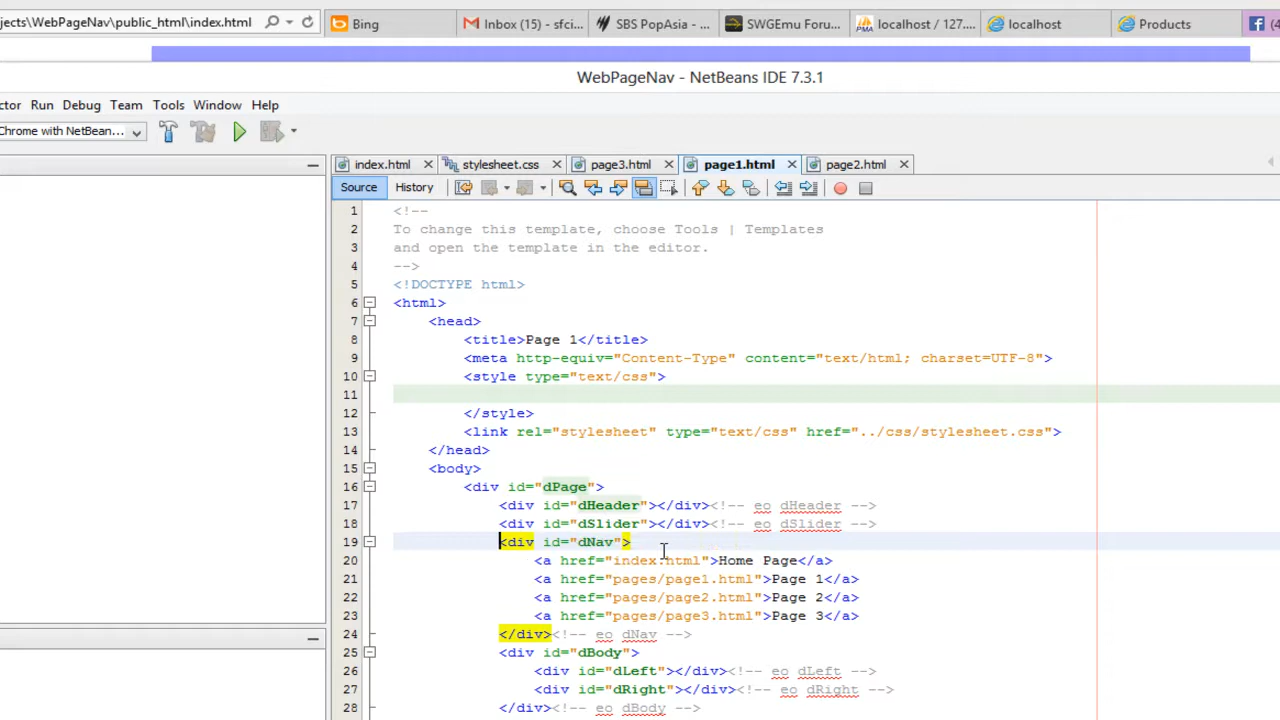 jects\WebPageNav\public_html\index.html
Bing
Inbox (15) - sfci...
SBS PopAsia - ...
SWGEmu Foru...
localhost / 127....
localhost
Products
WebPageNav - NetBeans IDE 7.3.1
ctor Run Debug Team Tools Window Help
Chrome with NetBean...
index.html
stylesheet.css
page3.html
page1.html
page2.html
Source History
1 <!--
2 To change this template, choose Tools | Templates
3 and open the template in the editor.
4 -->
5 <!DOCTYPE html>
6 <html>
7 <head>
8 <title>Page 1</title>
9 <meta http-equiv="Content-Type" content="text/html; charset=UTF-8">
10 <style type="text/css">
11
12 </style>
13 <link rel="stylesheet" type="text/css" href="../css/stylesheet.css">
14 </head>
15 <body>
16 <div id="dPage">
17 <div id="dHeader"></div><!-- eo dHeader -->
18 <div id="dSlider"></div><!-- eo dSlider -->
19 <div id="dNav">
20 <a href="index.html">Home Page</a>
21 <a href="pages/page1.html">Page 1</a>
22 <a href="pages/page2.html">Page 2</a>
23 <a href="pages/page3.html">Page 3</a>
24 </div><!-- eo dNav -->
25 <div id="dBody">
26 <div id="dLeft"></div><!-- eo dLeft -->
27 <div id="dRight"></div><!-- eo dRight -->
28 </div><!-- eo dBody -->